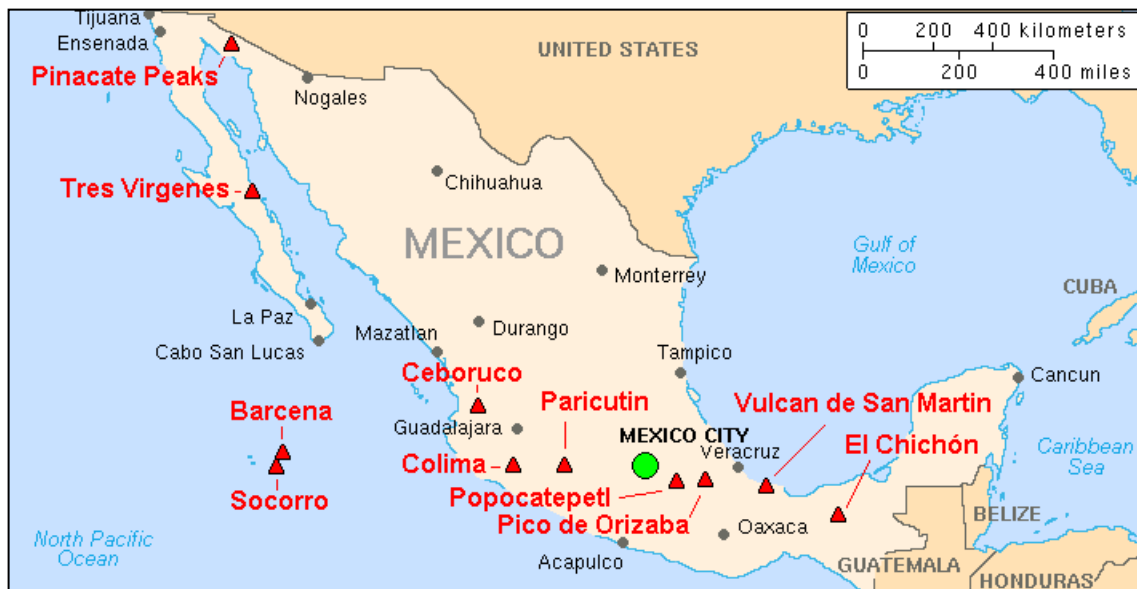 Tijuana
Ensenada
Pinacate Peaks
Nogales
UNITED STATES
0 200 400 kilometers
0 200 400 miles
Chihuahua
Tres Virgenes
MEXICO
Gulf of
Mexico
Monterrey
CUBA
La Paz
Durango
Mazatlan
Cabo San Lucas
Tampico
Ceboruco
Cancun
Barcena
Paricutin
Vulcan de San Martin
Guadalajara
MEXICO CITY
Veracruz
El Chichón
Caribbean
Sea
Colima
Socorro
Popocatepetl
Pico de Orizaba
BELIZE
Oaxaca
North Pacific
Ocean
Acapulco
GUATEMALA
HONDURAS